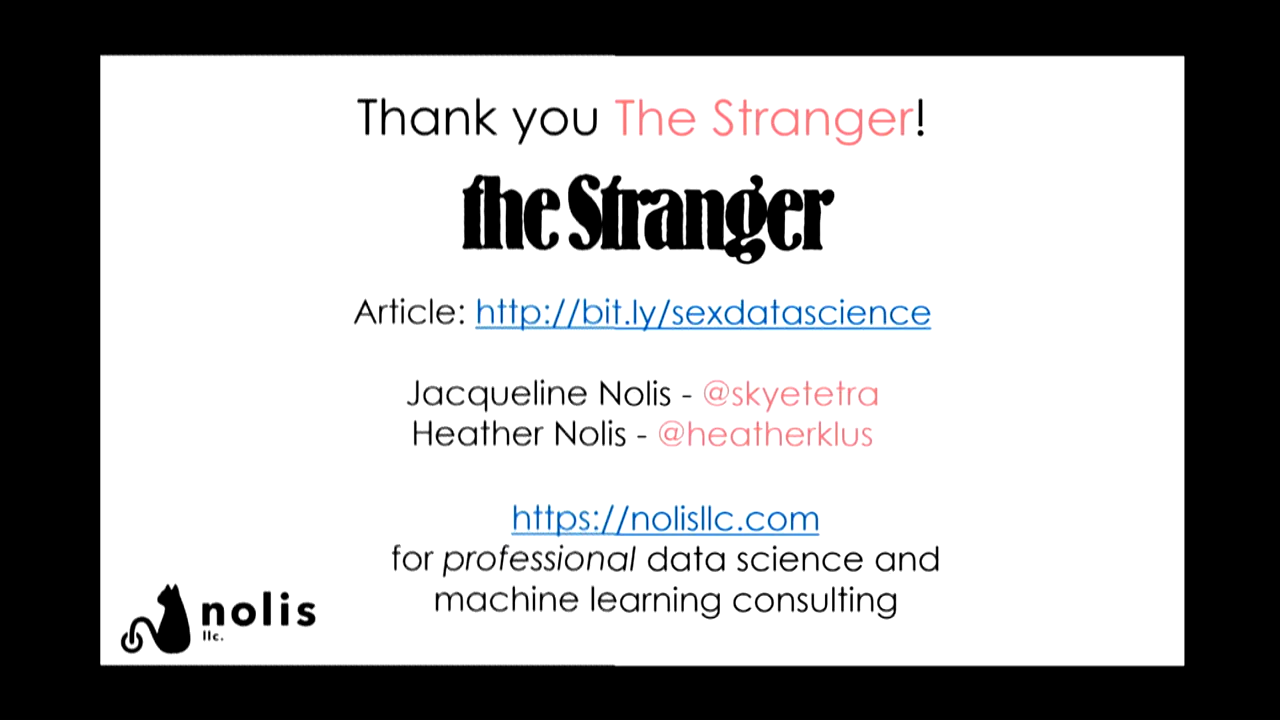 Thank you The Stranger!
the Stranger
Article: http://bit.ly/sexdatascience
Jacqueline Nolis - @skyetetra
Heather Nolis - @heatherklus
https://nolisllc.com
for professional data science and
machine learning consulting
nolis
llc.